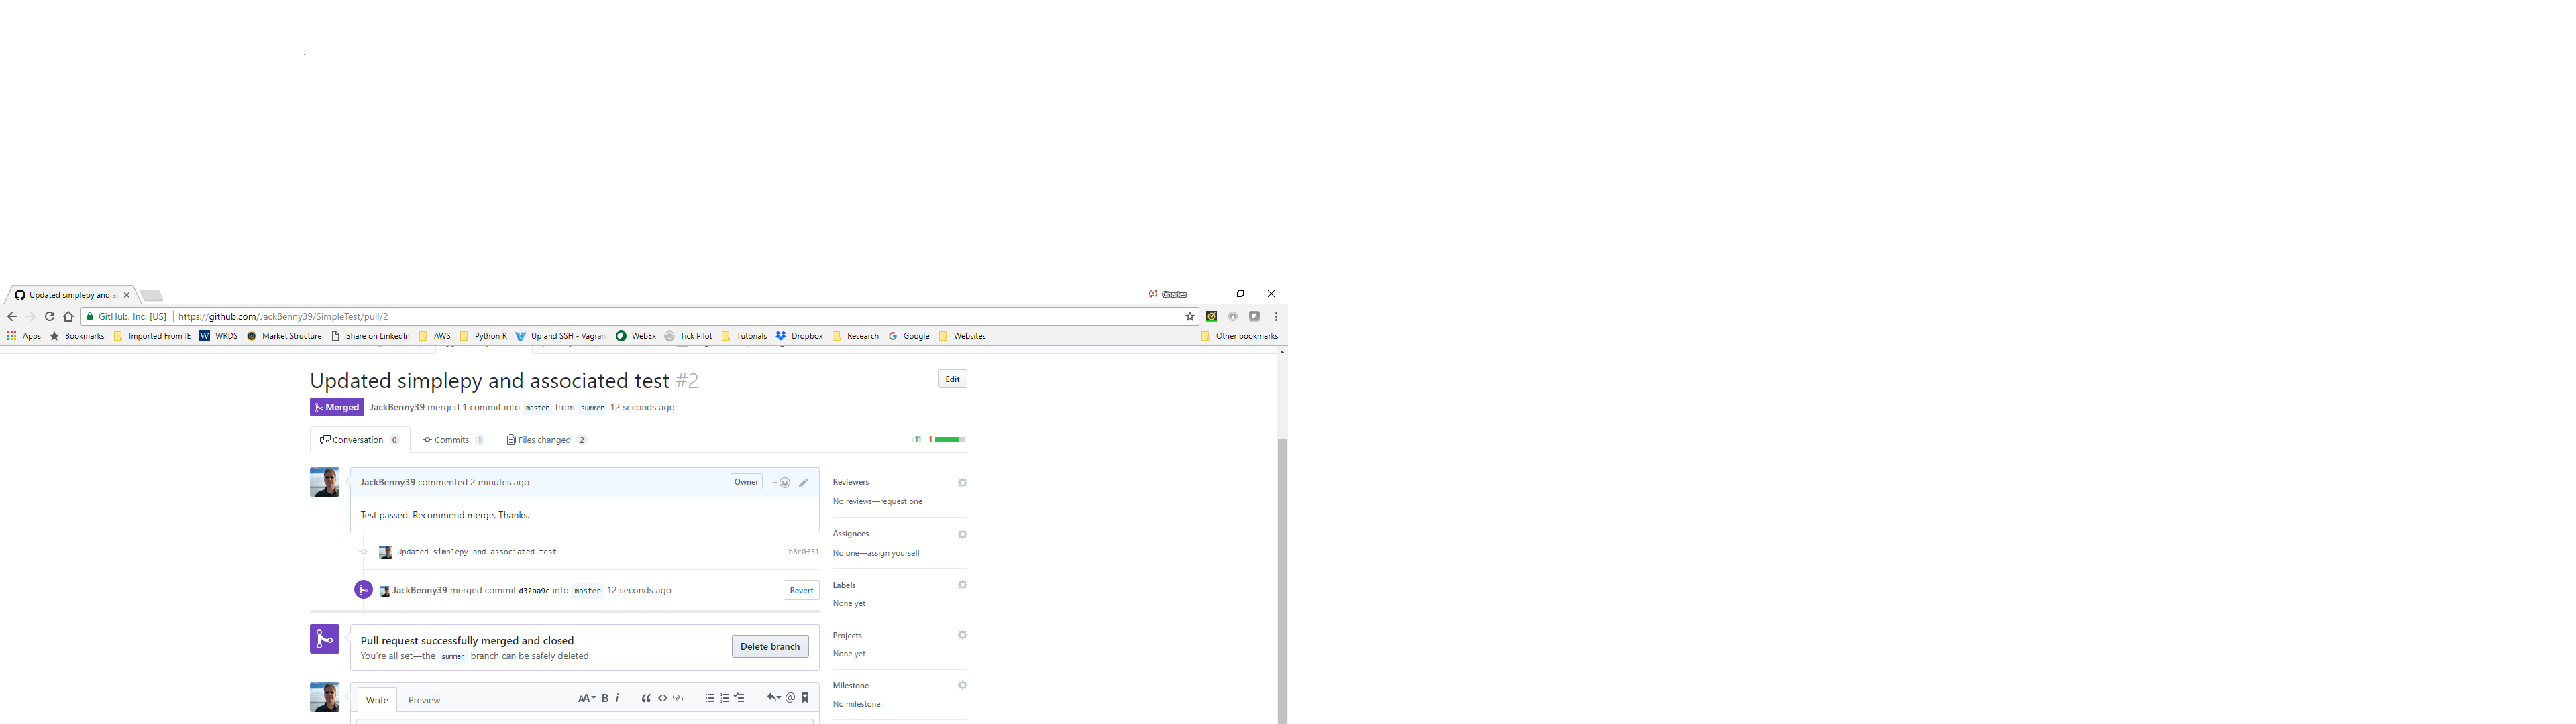 Updated simplepy and a
Charles
GitHub, Inc. [US] | https://github.com/JackBenny39/SimpleTest/pull/2
Apps Bookmarks Imported From IE WRDS Market Structure Share on LinkedIn AWS Python R Up and SSH - Vagran WebEx Tick Pilot Tutorials Dropbox Research Google Websites Other bookmarks
Updated simplepy and associated test #2
Edit
Merged JackBenny39 merged 1 commit into master from summer 12 seconds ago
Conversation 0 Commits 1 Files changed 2 +11 −1
JackBenny39 commented 2 minutes ago Owner
Test passed. Recommend merge. Thanks.
Updated simplepy and associated test b8c0f31
JackBenny39 merged commit d32aa9c into master 12 seconds ago Revert
Pull request successfully merged and closed
You're all set—the summer branch can be safely deleted.
Delete branch
Write Preview
Reviewers
No reviews—request one
Assignees
No one—assign yourself
Labels
None yet
Projects
None yet
Milestone
No milestone